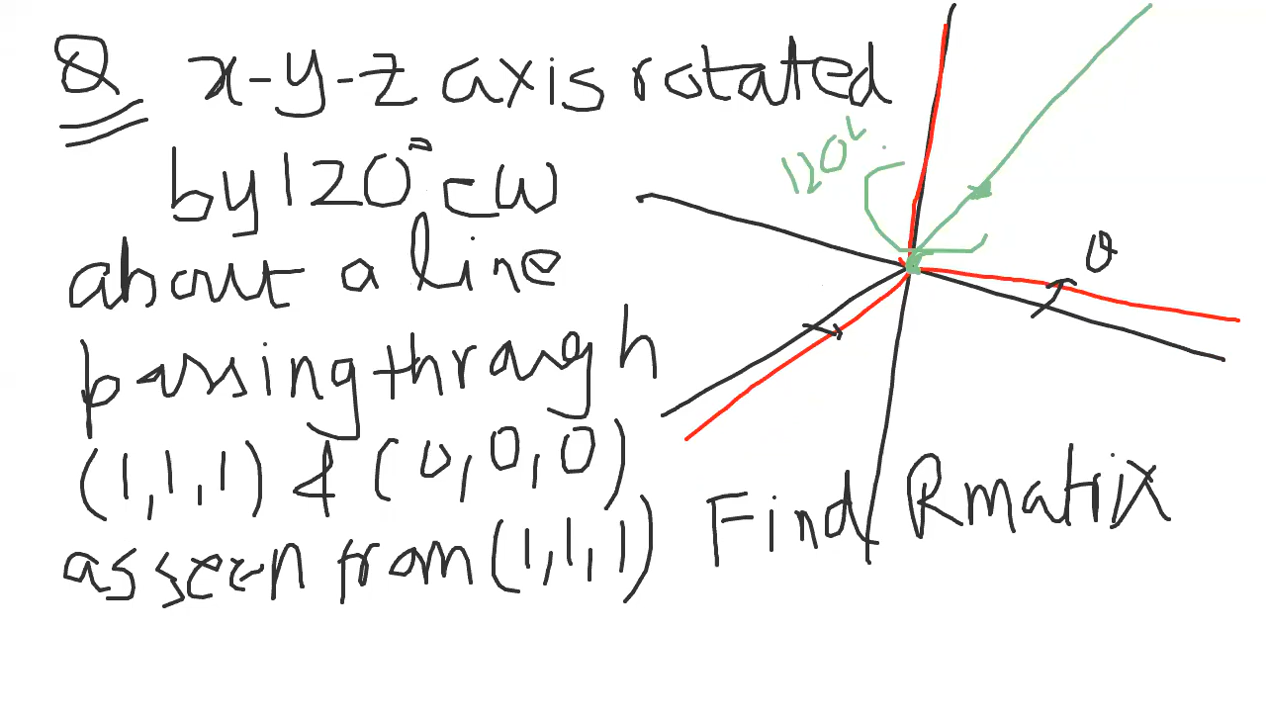 Q x-y-z axis rotated
by 120° cw
about a line
passing through
(1,1,1) & (0,0,0)
as seen from (1,1,1)
120°
θ
Find R matrix